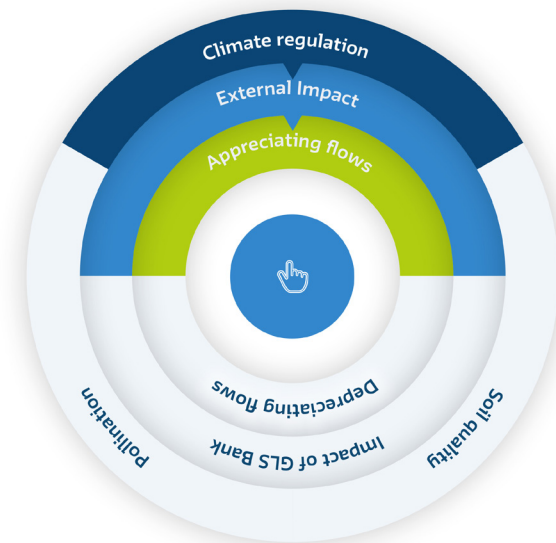 Climate regulation
External Impact
Appreciating flows
Depreciating flows
Impact of GLS Bank
Pollination
Soil quality